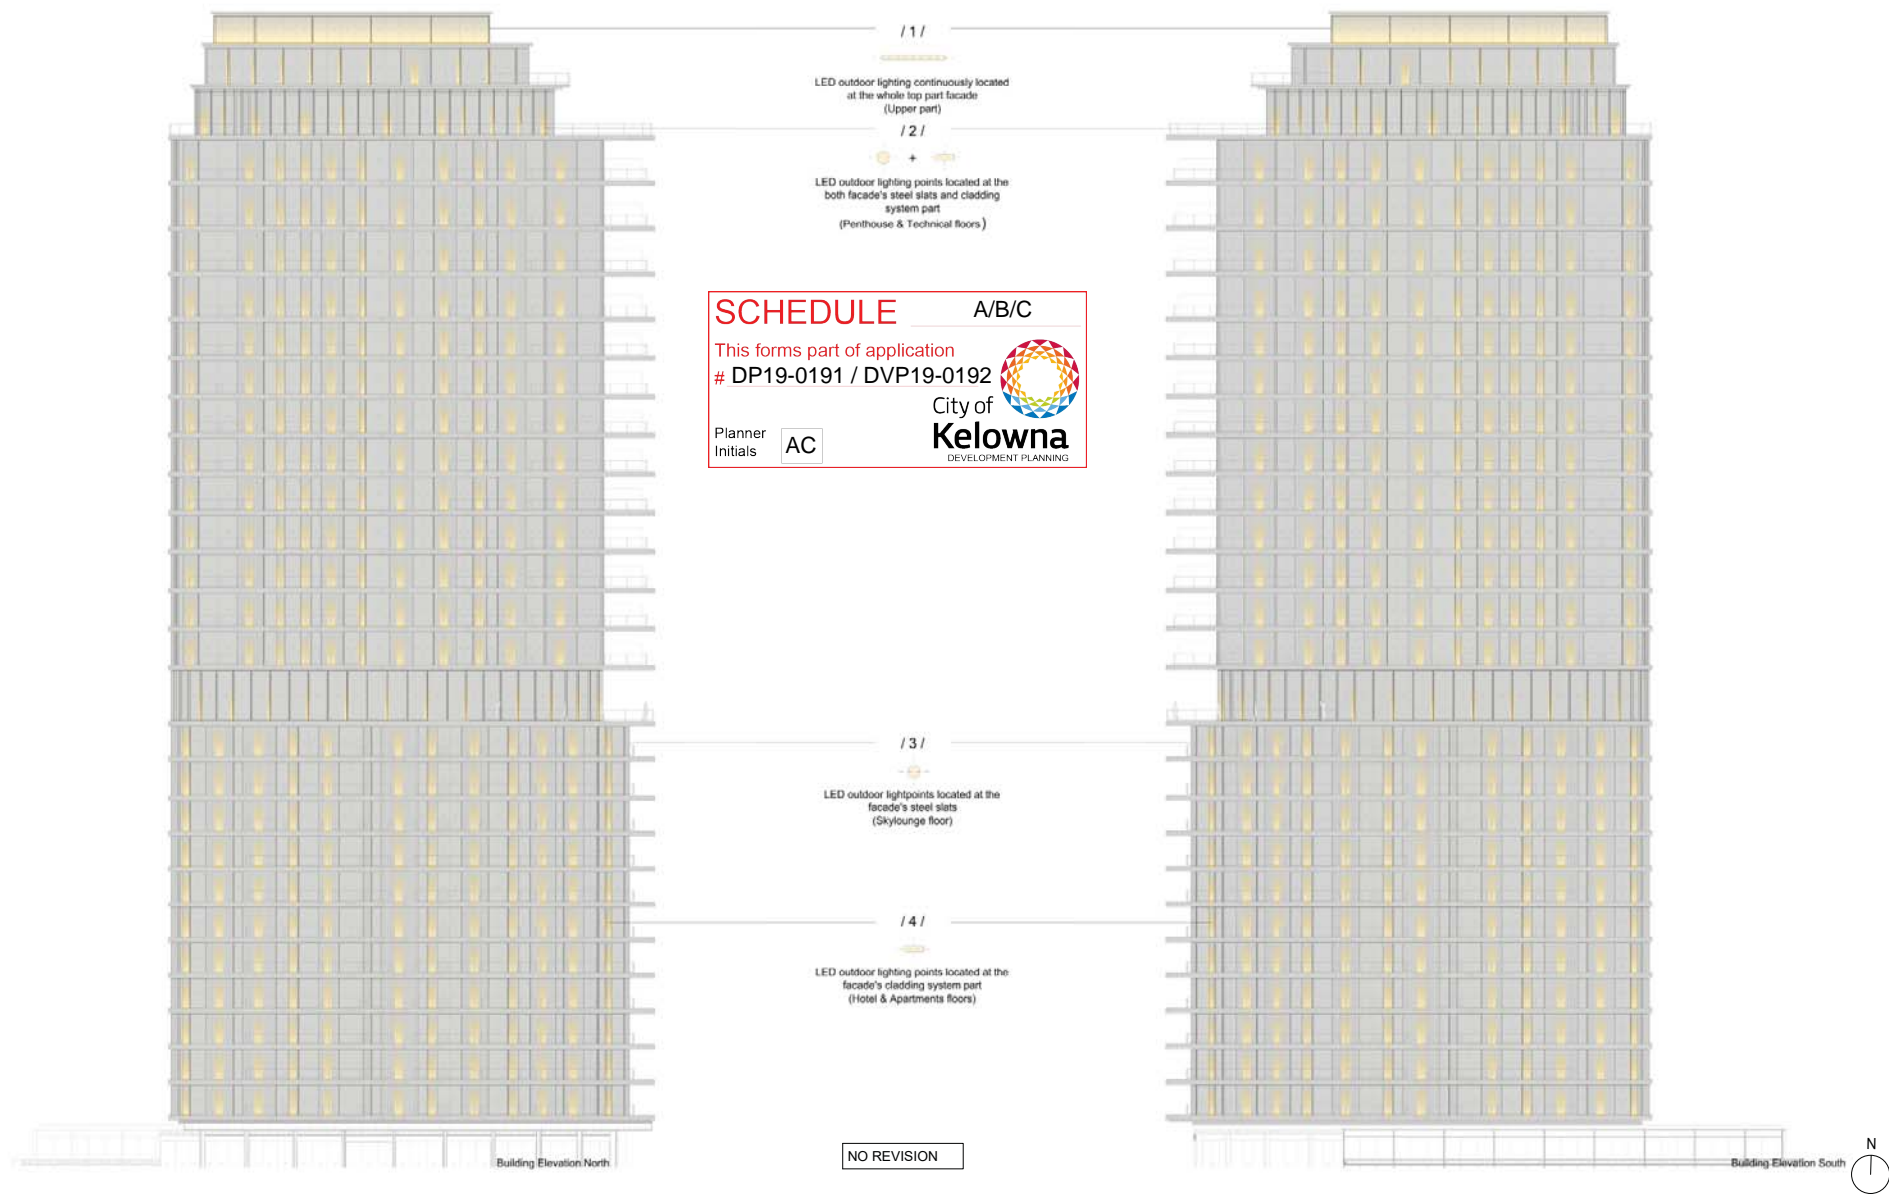 / 1 /
LED outdoor lighting continuously located
at the whole top part facade
(Upper part)
/ 2 /
+
LED outdoor lighting points located at the
both facade's steel slats and cladding
system part
(Penthouse & Technical floors)
SCHEDULE A/B/C
This forms part of application
# DP19-0191 / DVP19-0192
City of
Kelowna
DEVELOPMENT PLANNING
Planner
Initials AC
/ 3 /
LED outdoor lightpoints located at the
facade's steel slats
(Skylounge floor)
/ 4 /
LED outdoor lighting points located at the
facade's cladding system part
(Hotel & Apartments floors)
Building Elevation North
NO REVISION
Building Elevation South
N